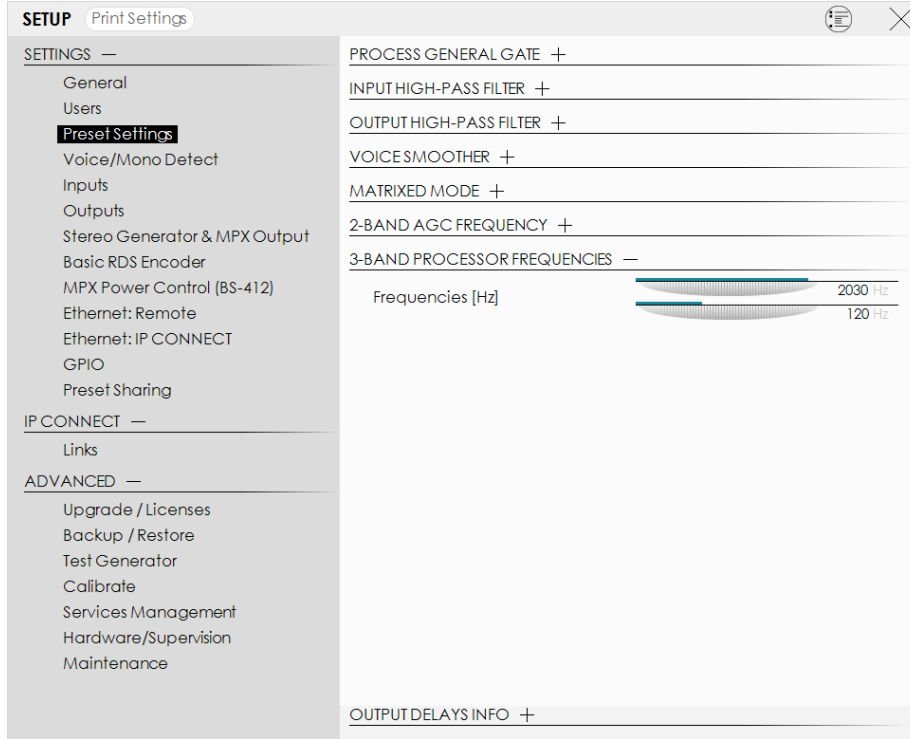 SETUP Print Settings
SETTINGS —
General
Users
Preset Settings
Voice/Mono Detect
Inputs
Outputs
Stereo Generator & MPX Output
Basic RDS Encoder
MPX Power Control (BS-412)
Ethernet: Remote
Ethernet: IP CONNECT
GPIO
Preset Sharing
IP CONNECT —
Links
ADVANCED —
Upgrade / Licenses
Backup / Restore
Test Generator
Calibrate
Services Management
Hardware/Supervision
Maintenance
PROCESS GENERAL GATE +
INPUT HIGH-PASS FILTER +
OUTPUT HIGH-PASS FILTER +
VOICE SMOOTHER +
MATRIXED MODE +
2-BAND AGC FREQUENCY +
3-BAND PROCESSOR FREQUENCIES —
Frequencies [Hz]
2030 Hz
120 Hz
OUTPUT DELAYS INFO +